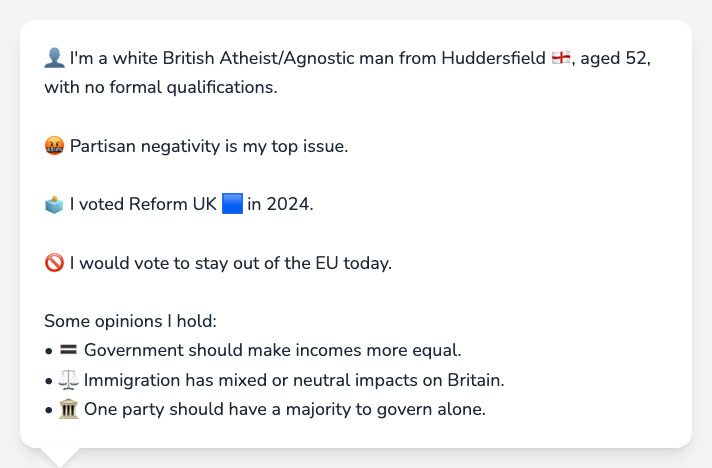 👤 I'm a white British Atheist/Agnostic man from Huddersfield 🏴󠁧󠁢󠁥󠁮󠁧󠁿, aged 52,
with no formal qualifications.
🤬 Partisan negativity is my top issue.
🗳️ I voted Reform UK 🟦 in 2024.
🚫 I would vote to stay out of the EU today.
Some opinions I hold:
• 🟰 Government should make incomes more equal.
• ⚖️ Immigration has mixed or neutral impacts on Britain.
• 🏛️ One party should have a majority to govern alone.